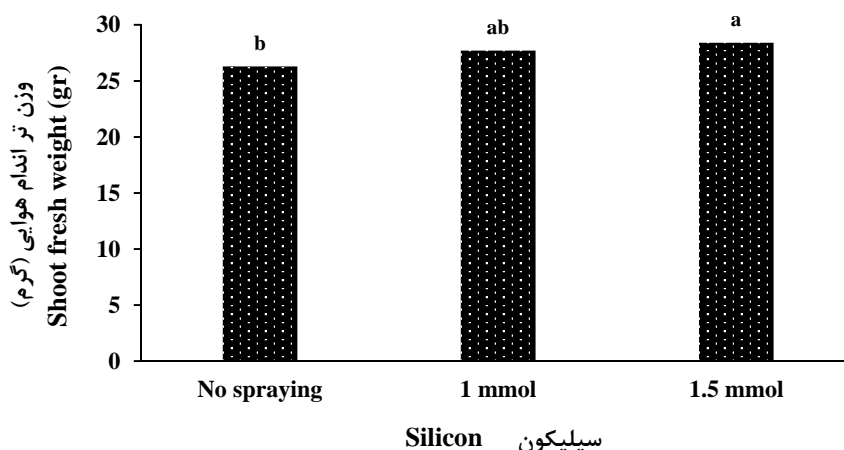 وزن تر اندام هوایی (گرم)
Shoot fresh weight (gr)
30
25
20
15
10
5
0
b
ab
a
No spraying
1 mmol
1.5 mmol
Silicon سیلیکون